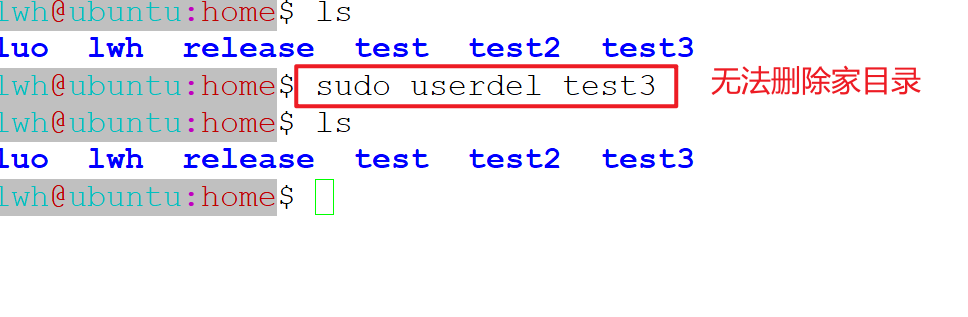 lwh@ubuntu:home$ ls
luo lwh release test test2 test3
lwh@ubuntu:home$ sudo userdel test3 无法删除家目录
lwh@ubuntu:home$ ls
luo lwh release test test2 test3
lwh@ubuntu:home$